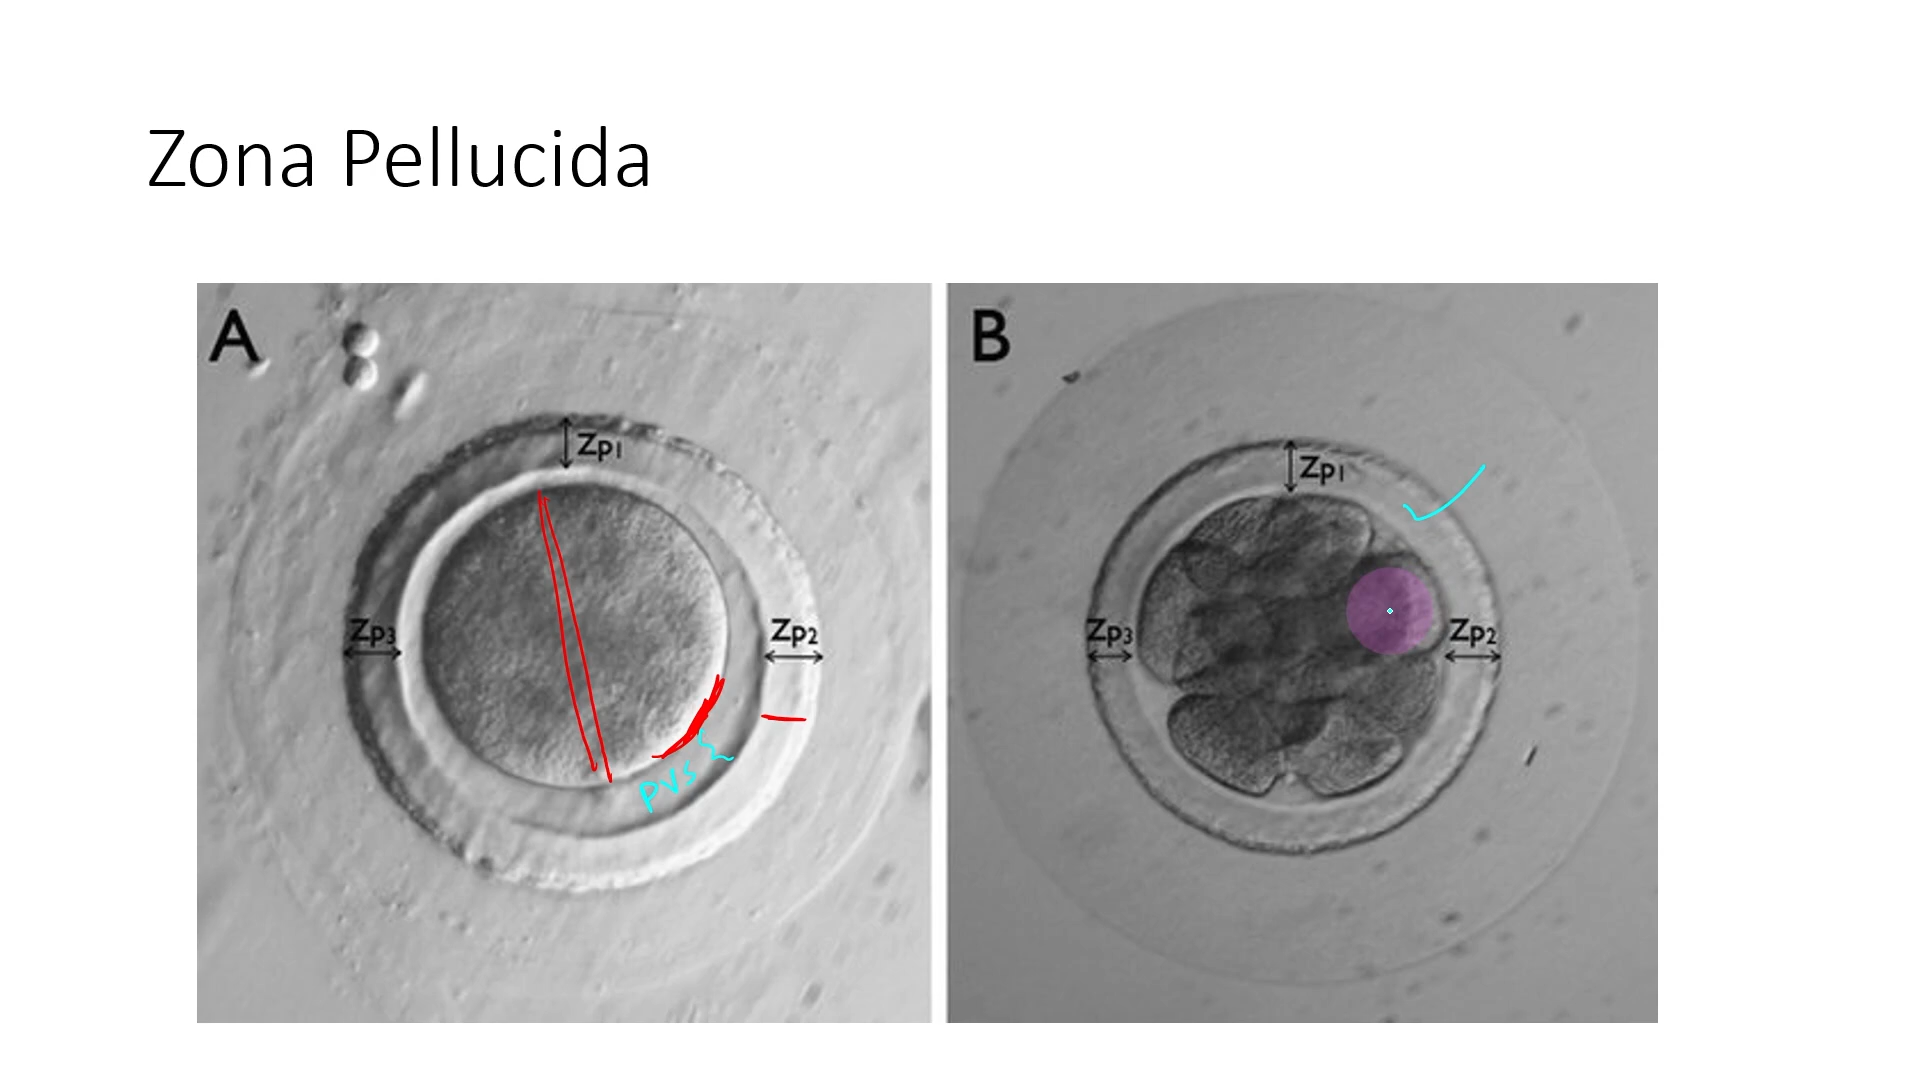 Zona Pellucida
A
Zp1
Zp3
Zp2
PVS
B
Zp1
Zp3
Zp2